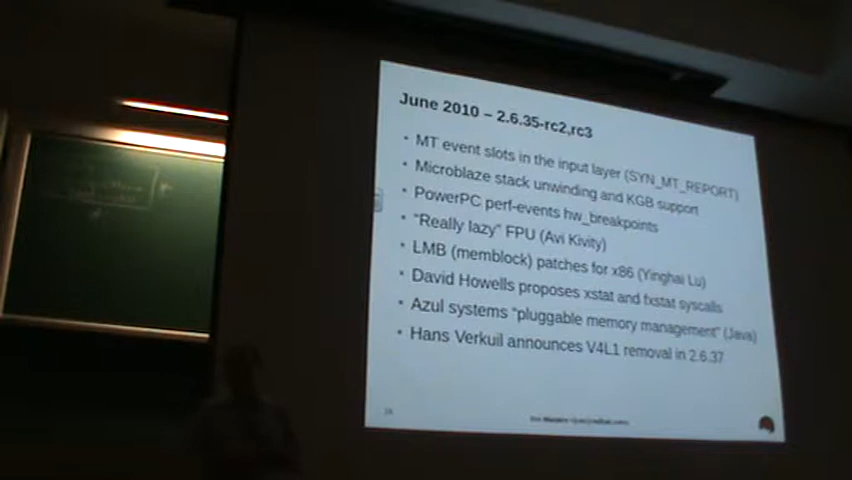 June 2010 – 2.6.35-rc2,rc3
• MT event slots in the input layer (SYN_MT_REPORT)
• Microblaze stack unwinding and KGB support
• PowerPC perf-events hw_breakpoints
• "Really lazy" FPU (Avi Kivity)
• LMB (memblock) patches for x86 (Yinghai Lu)
• David Howells proposes xstat and fxstat syscalls
• Azul systems "pluggable memory management" (Java)
• Hans Verkuil announces V4L1 removal in 2.6.37